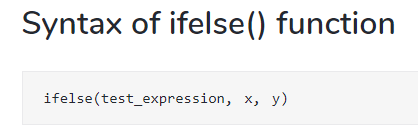 Syntax of ifelse() function
ifelse(test_expression, x, y)